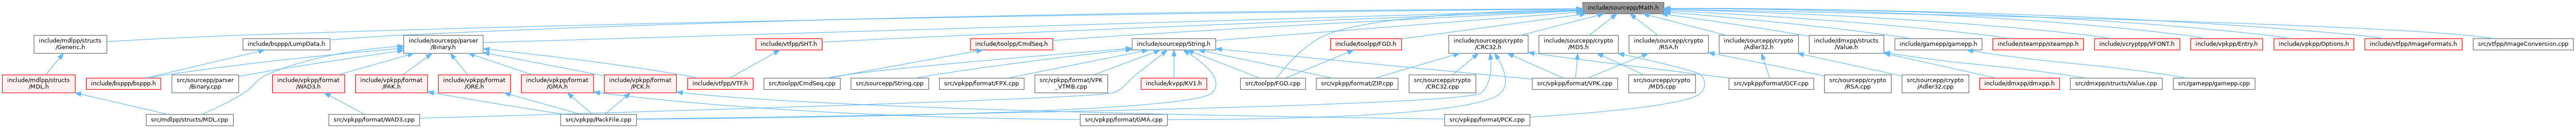 include/sourcepp/Math.h
include/mdlpp/structs
/Generic.h
include/bsppp/LumpData.h
include/sourcepp/parser
/Binary.h
include/vtfpp/SHT.h
include/toolpp/CmdSeq.h
include/sourcepp/String.h
include/toolpp/FGD.h
include/sourcepp/crypto
/CRC32.h
include/sourcepp/crypto
/MD5.h
include/sourcepp/crypto
/RSA.h
include/sourcepp/crypto
/Adler32.h
include/dmxpp/structs
/Value.h
include/gamepp/gamepp.h
include/steampp/steampp.h
include/vcryptpp/VFONT.h
include/vpkpp/Entry.h
include/vpkpp/Options.h
include/vtfpp/ImageFormats.h
src/vtfpp/ImageConversion.cpp
include/mdlpp/structs
/MDL.h
include/bsppp/bsppp.h
src/sourcepp/parser
/Binary.cpp
include/vpkpp/format
/WAD3.h
include/vpkpp/format
/PAK.h
include/vpkpp/format
/ORE.h
include/vpkpp/format
/GMA.h
include/vpkpp/format
/PCK.h
include/vtfpp/VTF.h
src/toolpp/CmdSeq.cpp
src/sourcepp/String.cpp
src/vpkpp/format/FPX.cpp
src/vpkpp/format/VPK
_VTMB.cpp
include/kvpp/KV1.h
src/toolpp/FGD.cpp
src/vpkpp/format/ZIP.cpp
src/sourcepp/crypto
/CRC32.cpp
src/vpkpp/format/VPK.cpp
src/sourcepp/crypto
/MD5.cpp
src/vpkpp/format/GCF.cpp
src/sourcepp/crypto
/RSA.cpp
src/sourcepp/crypto
/Adler32.cpp
include/dmxpp/dmxpp.h
src/dmxpp/structs/Value.cpp
src/gamepp/gamepp.cpp
src/mdlpp/structs/MDL.cpp
src/vpkpp/format/WAD3.cpp
src/vpkpp/PackFile.cpp
src/vpkpp/format/GMA.cpp
src/vpkpp/format/PCK.cpp